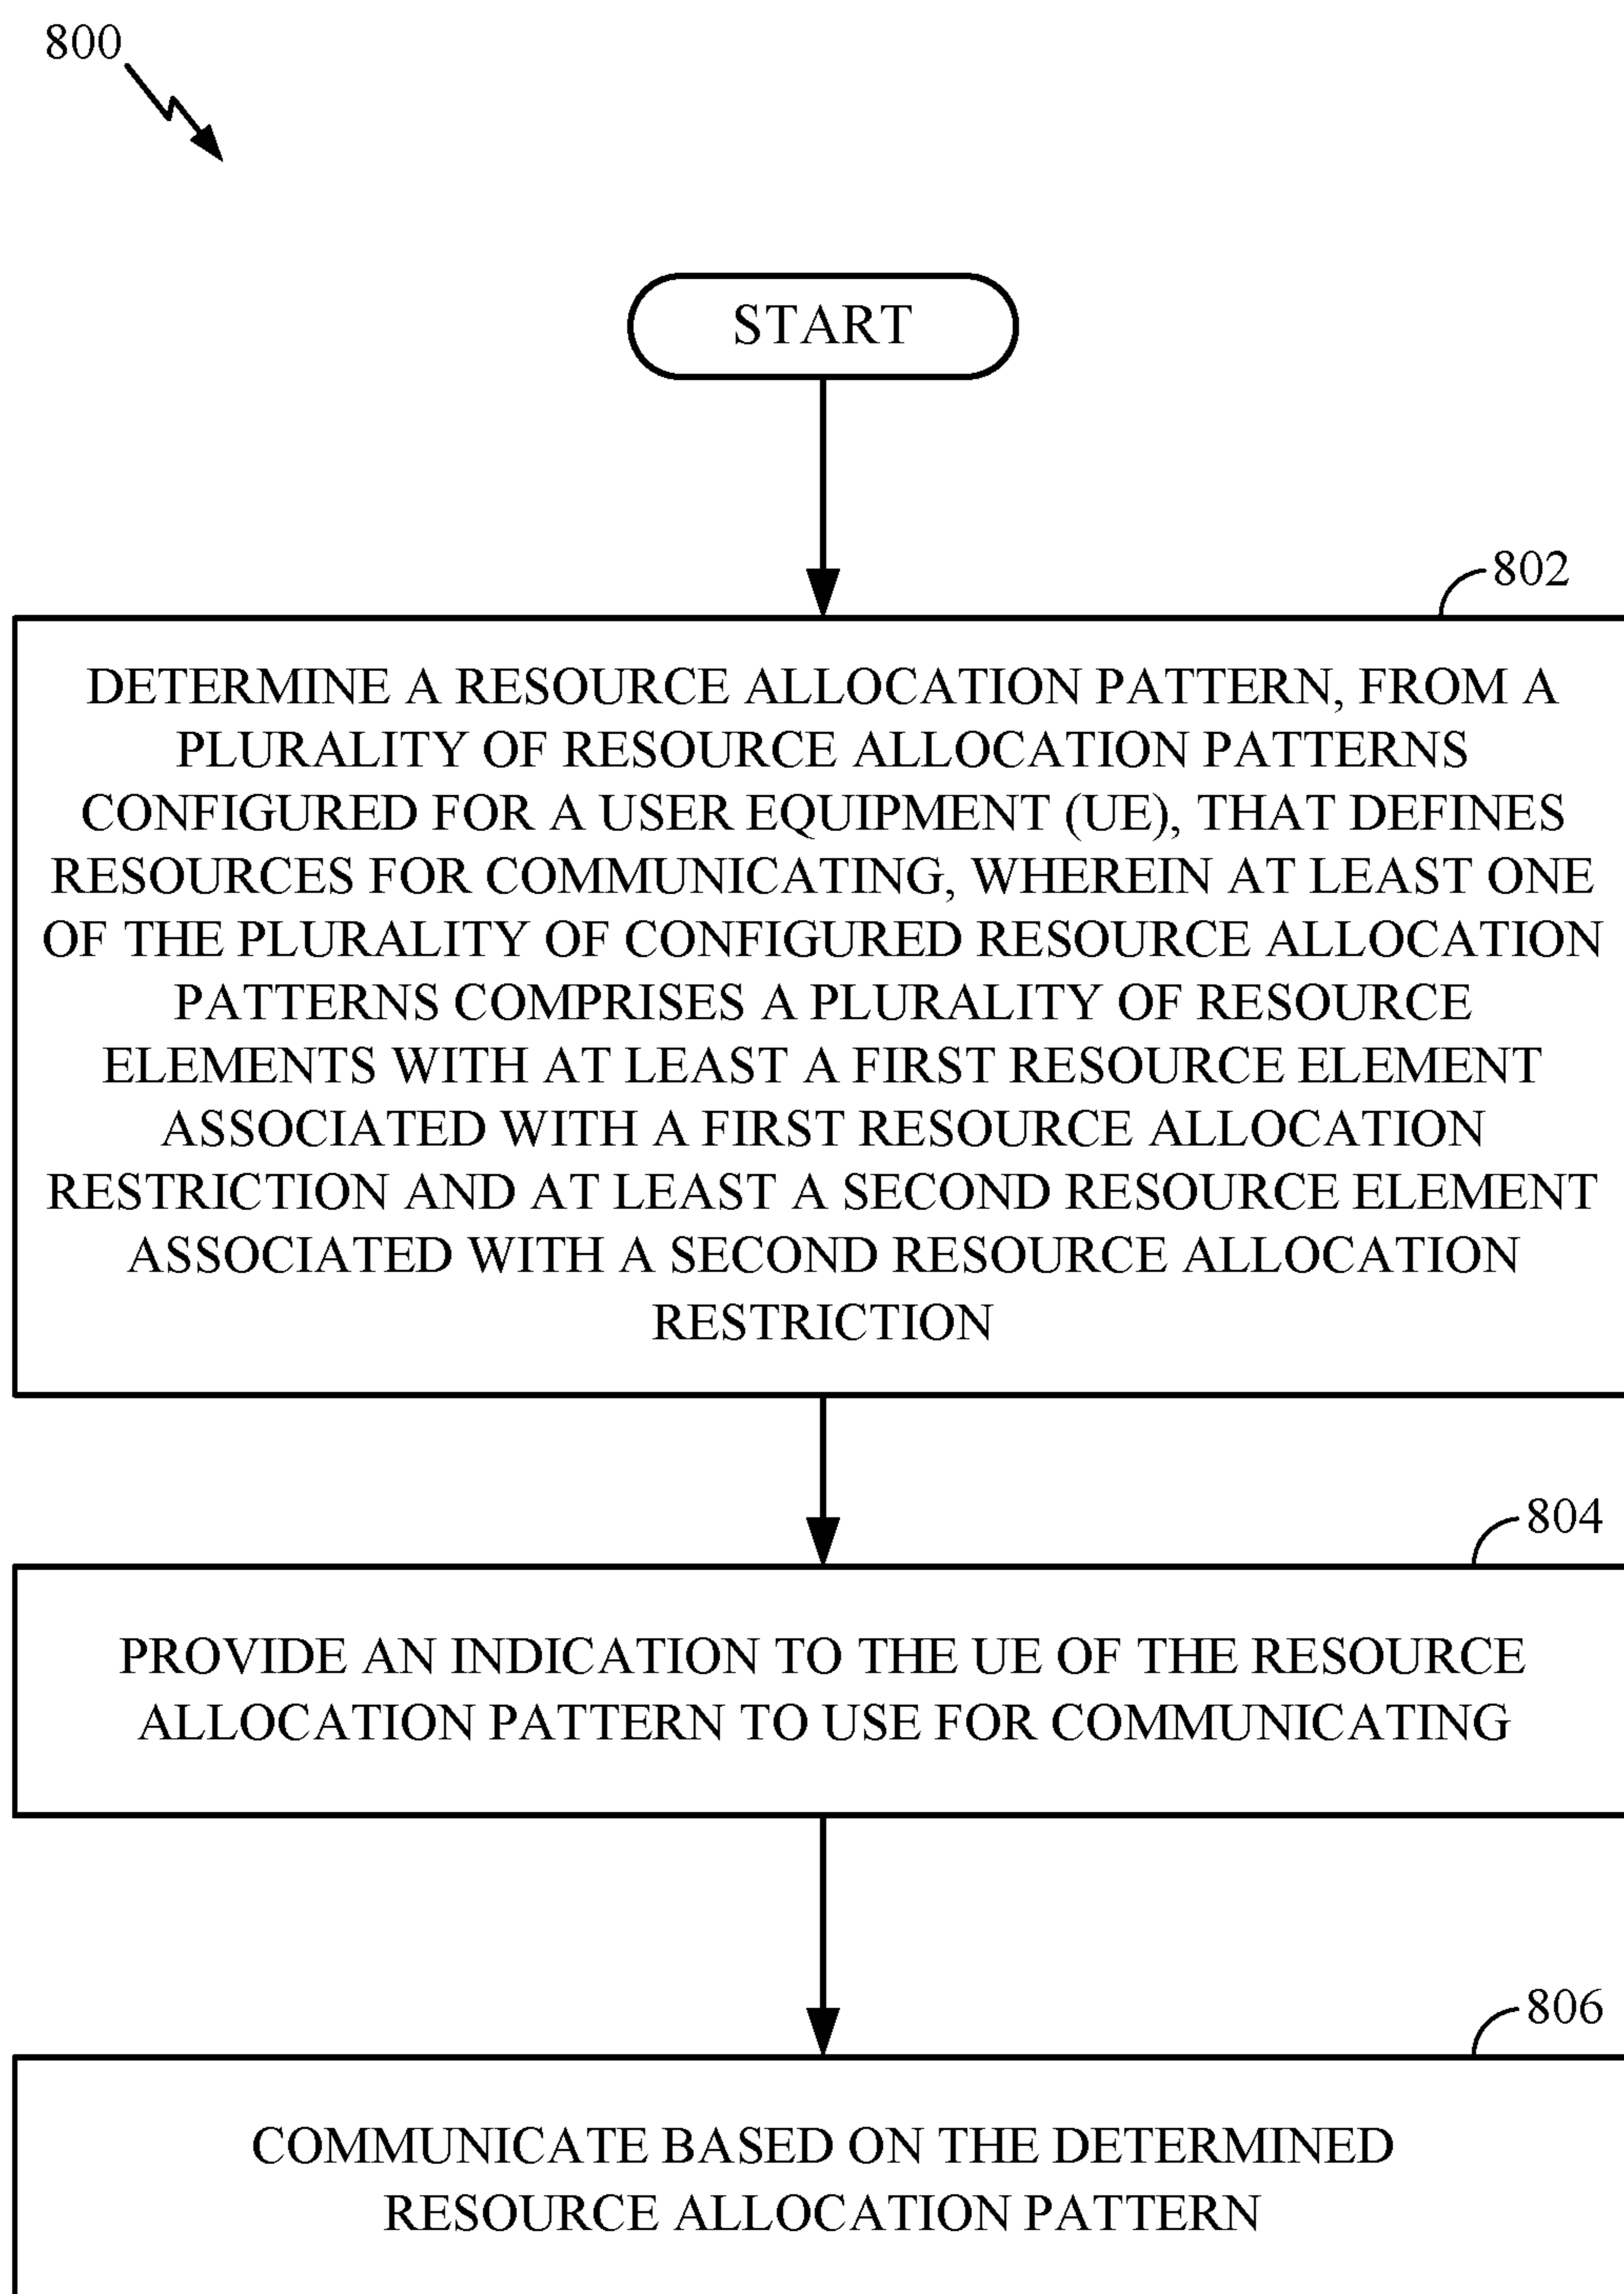 800
START
802
DETERMINE A RESOURCE ALLOCATION PATTERN, FROM A
PLURALITY OF RESOURCE ALLOCATION PATTERNS
CONFIGURED FOR A USER EQUIPMENT (UE), THAT DEFINES
RESOURCES FOR COMMUNICATING, WHEREIN AT LEAST ONE
OF THE PLURALITY OF CONFIGURED RESOURCE ALLOCATION
PATTERNS COMPRISES A PLURALITY OF RESOURCE
ELEMENTS WITH AT LEAST A FIRST RESOURCE ELEMENT
ASSOCIATED WITH A FIRST RESOURCE ALLOCATION
RESTRICTION AND AT LEAST A SECOND RESOURCE ELEMENT
ASSOCIATED WITH A SECOND RESOURCE ALLOCATION
RESTRICTION
804
PROVIDE AN INDICATION TO THE UE OF THE RESOURCE
ALLOCATION PATTERN TO USE FOR COMMUNICATING
806
COMMUNICATE BASED ON THE DETERMINED
RESOURCE ALLOCATION PATTERN